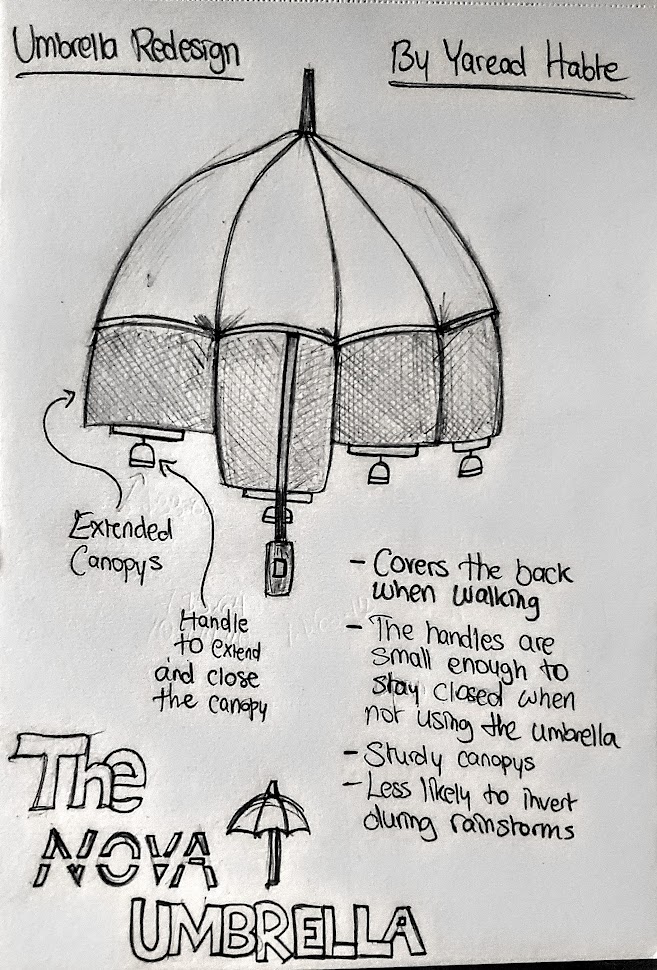 Umbrella Redesign
By Yaread Habte
Extended
Canopys
Handle
to extend
and close
the canopy
- Covers the back
when walking
- The handles are
small enough to
stay closed when
not using the umbrella
- Sturdy canopys
- Less likely to invert
during rainstorms
The
NOVA
UMBRELLA